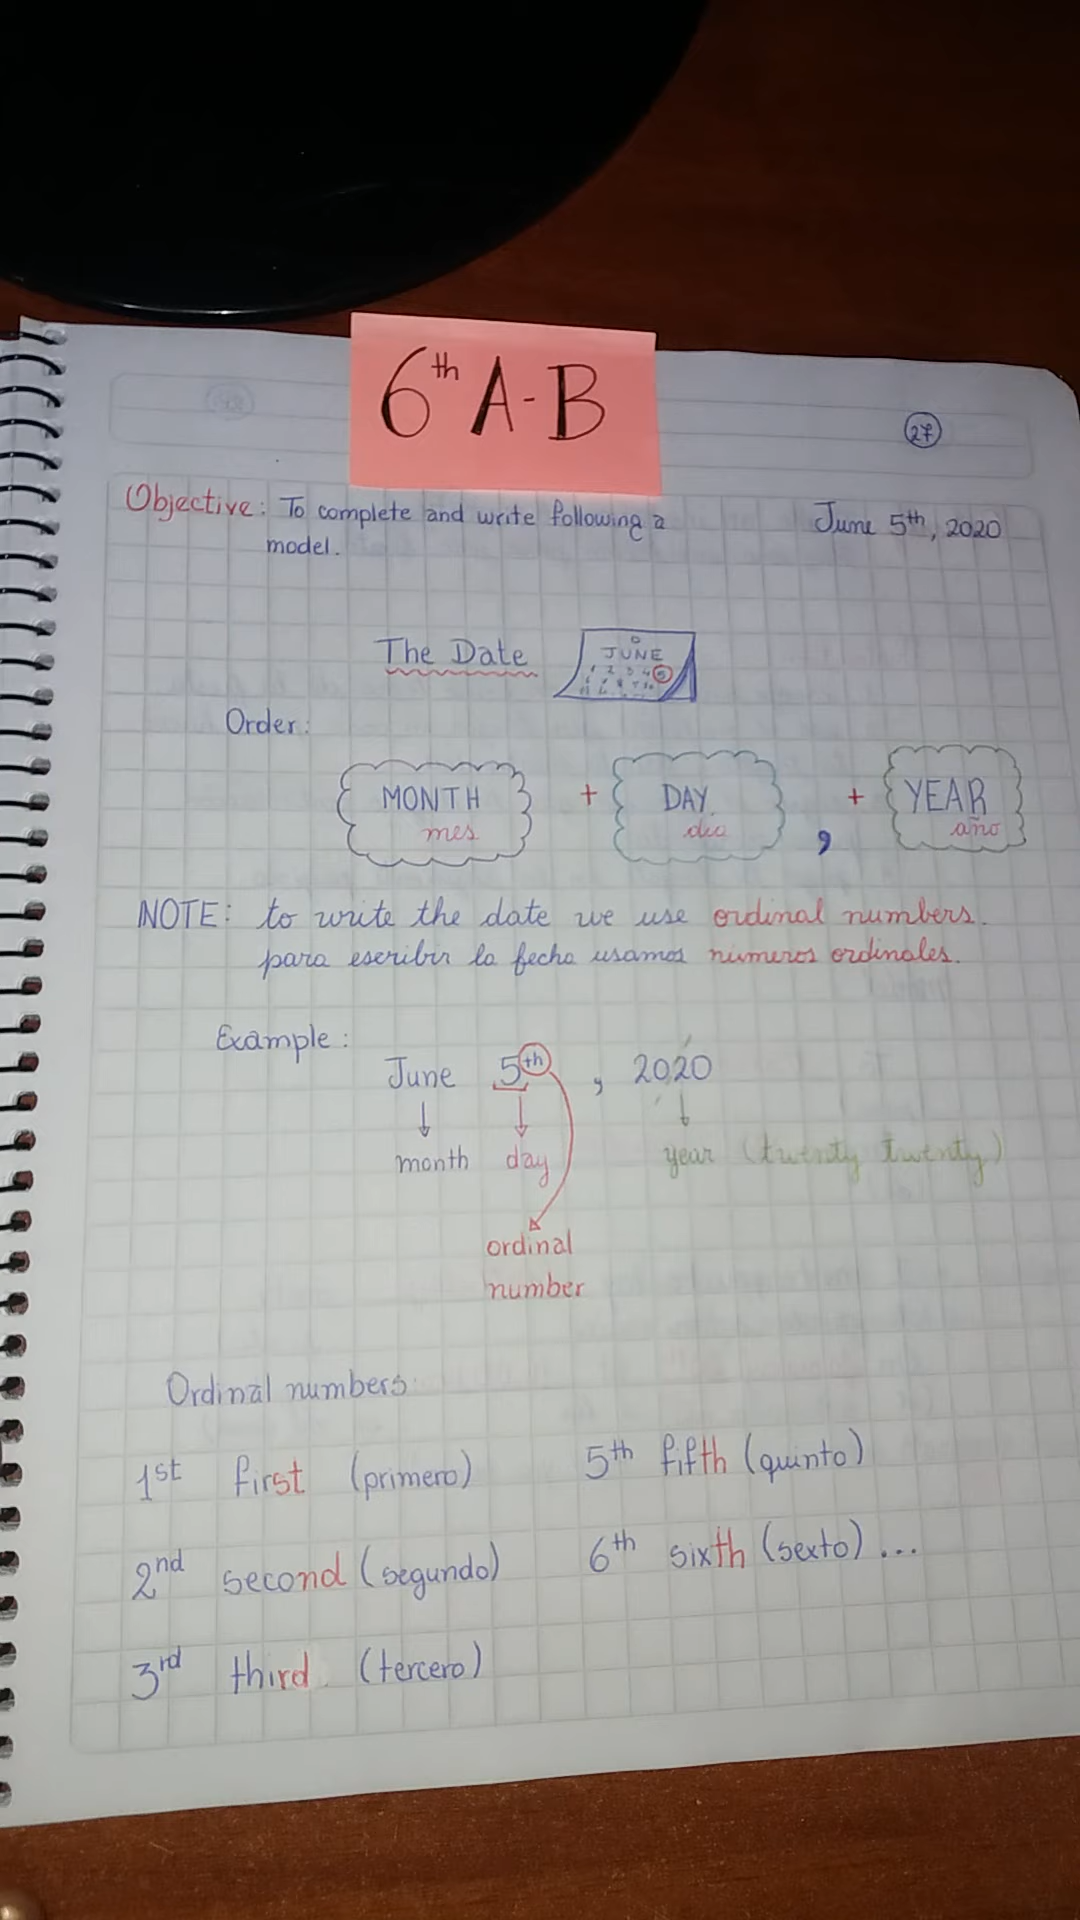 6th A-B
27
Objective: To complete and write following a
model.
June 5th, 2020
The Date
JUNE
Order:
MONTH + DAY, + YEAR
mes día año
NOTE: to write the date we use ordinal numbers.
para escribir la fecha usamos números ordinales.
Example:
June 5th, 2020
month day year (twenty twenty)
ordinal
number
Ordinal numbers
1st first (primero)
2nd second (segundo)
3rd third (tercero)
5th fifth (quinto)
6th sixth (sexto) ...